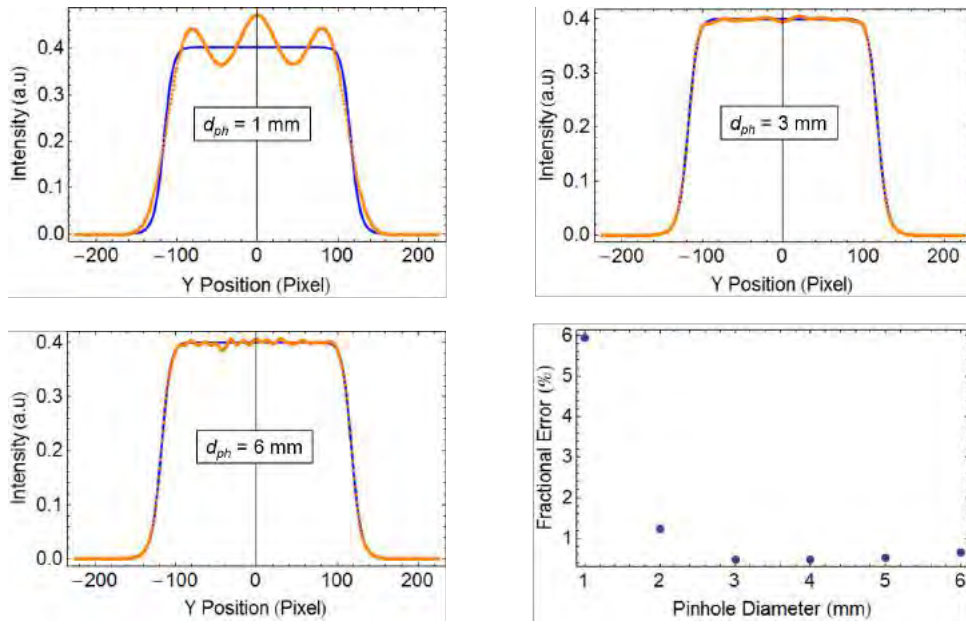 Intensity (a.u)
0.4
0.3
0.2
0.1
0.0
d_ph = 1 mm
−200 −100 0 100 200
Y Position (Pixel)
Intensity (a.u)
0.4
0.3
0.2
0.1
0.0
d_ph = 3 mm
−200 −100 0 100 200
Y Position (Pixel)
Intensity (a.u)
0.4
0.3
0.2
0.1
0.0
d_ph = 6 mm
−200 −100 0 100 200
Y Position (Pixel)
Fractional Error (%)
6
5
4
3
2
1
1 2 3 4 5 6
Pinhole Diameter (mm)